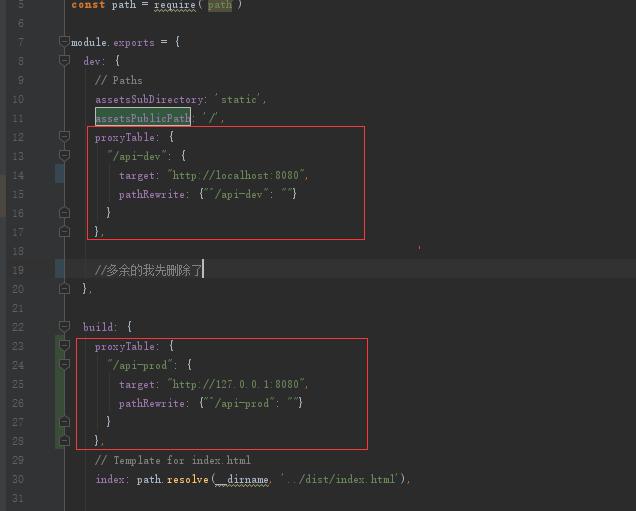 5 const path = require('path')
6
7 module.exports = {
8 dev: {
9 // Paths
10 assetsSubDirectory: 'static',
11 assetsPublicPath: '/',
12 proxyTable: {
13 "/api-dev": {
14 target: "http://localhost:8080",
15 pathRewrite: {"^/api-dev": ""}
16 }
17 },
18
19 //多余的我先删除了
20 },
21
22 build: {
23 proxyTable: {
24 "/api-prod": {
25 target: "http://127.0.0.1:8080",
26 pathRewrite: {"^/api-prod": ""}
27 }
28 },
29 // Template for index.html
30 index: path.resolve(__dirname, '../dist/index.html'),
31